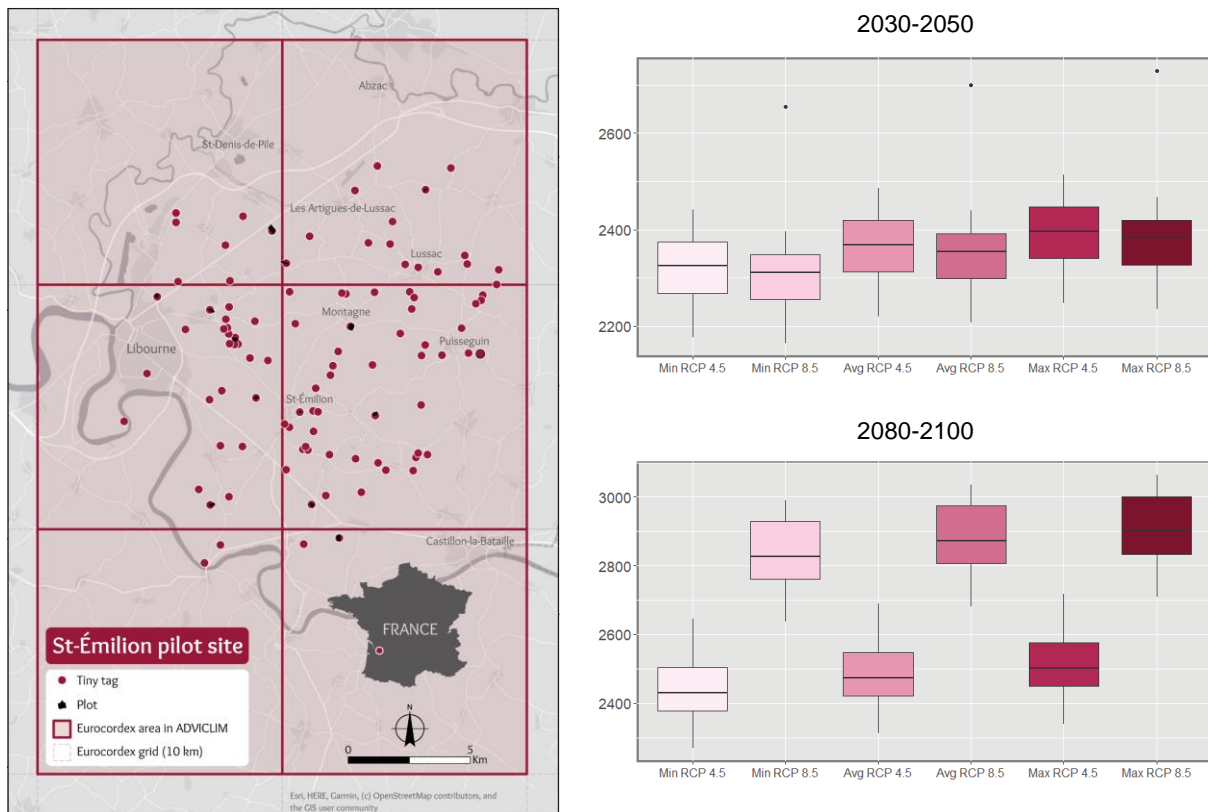 Abzac
St-Denis-de-Pile
Les Artigues-de-Lussac
Lussac
Montagne
Puisseguin
Libourne
St-Émilion
Castillon-la-Bataille
FRANCE
St-Émilion pilot site
Tiny tag
Plot
Eurocordex area in ADVICLIM
Eurocordex grid (10 km)
N
0 5
Km
Esri, HERE, Garmin, (c) OpenStreetMap contributors, and
the GIS user community
2030-2050
2600
2400
2200
Min RCP 4.5 Min RCP 8.5 Avg RCP 4.5 Avg RCP 8.5 Max RCP 4.5 Max RCP 8.5
2080-2100
3000
2800
2600
2400
Min RCP 4.5 Min RCP 8.5 Avg RCP 4.5 Avg RCP 8.5 Max RCP 4.5 Max RCP 8.5